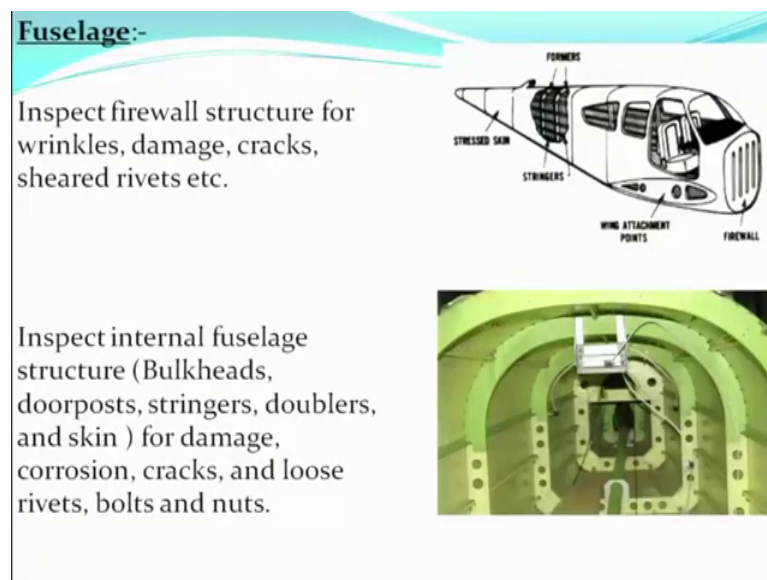 Fuselage:-
Inspect firewall structure for
wrinkles, damage, cracks,
sheared rivets etc.
FORMERS
STRESSED SKIN
STRINGERS
WING ATTACHMENT
POINTS
FIREWALL
Inspect internal fuselage
structure (Bulkheads,
doorposts, stringers, doublers,
and skin ) for damage,
corrosion, cracks, and loose
rivets, bolts and nuts.